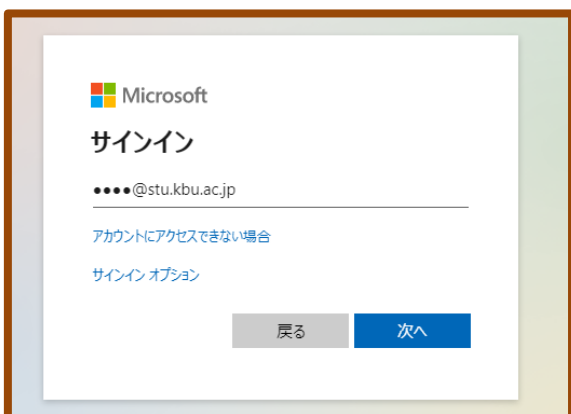 Microsoft
サインイン
●●●●@stu.kbu.ac.jp
アカウントにアクセスできない場合
サインイン オプション
戻る
次へ